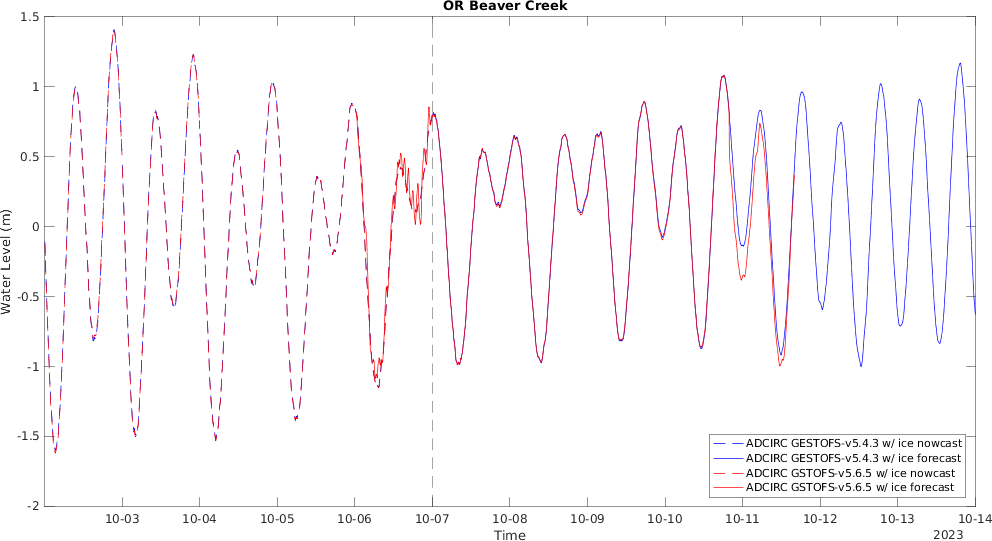 OR Beaver Creek
Water Level (m)
1.5
1
0.5
0
-0.5
-1
-1.5
-2
ADCIRC GESTOFS-v5.4.3 w/ ice nowcast
ADCIRC GESTOFS-v5.4.3 w/ ice forecast
ADCIRC GSTOFS-v5.6.5 w/ ice nowcast
ADCIRC GSTOFS-v5.6.5 w/ ice forecast
10-03 10-04 10-05 10-06 10-07 10-08 10-09 10-10 10-11 10-12 10-13 10-14
Time
2023